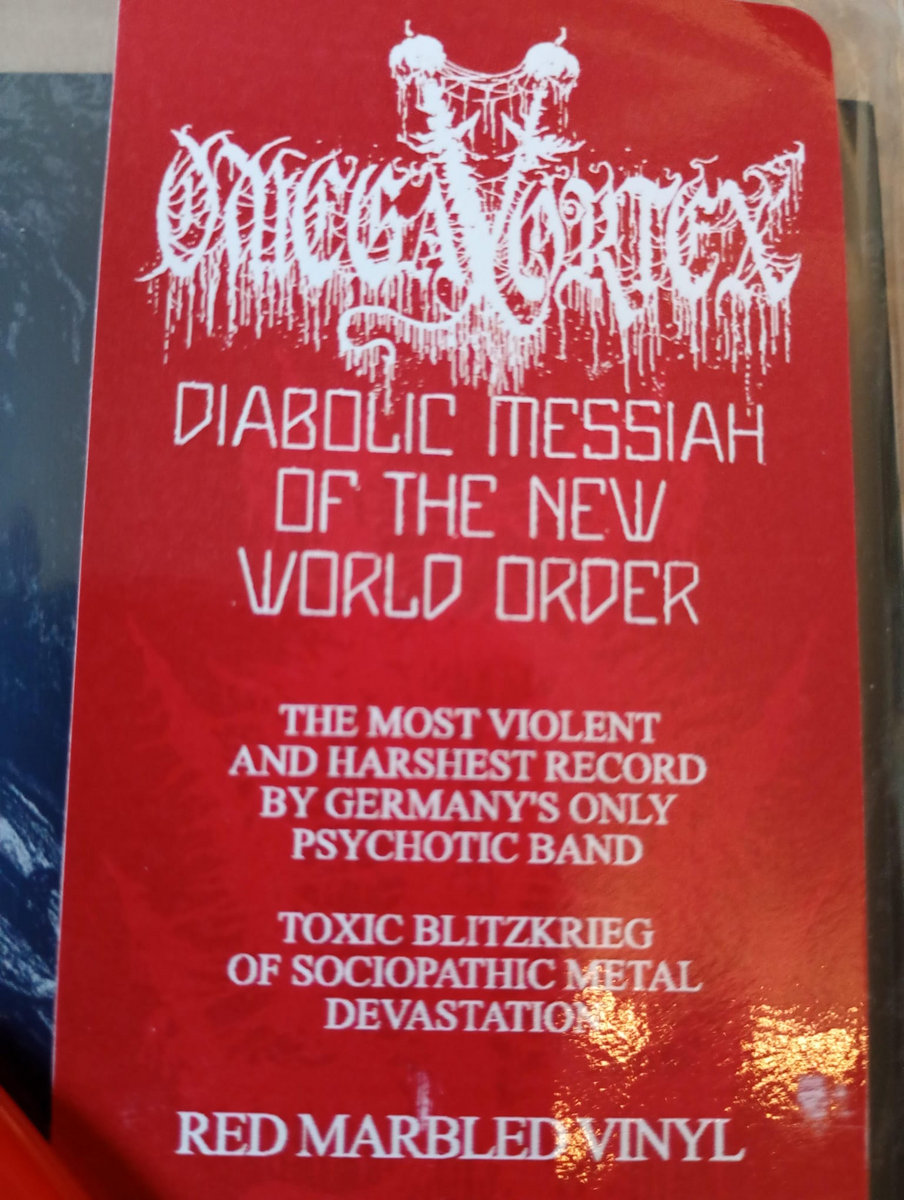 OMEGA VORTEX
DIABOLIC MESSIAH
OF THE NEW
WORLD ORDER
THE MOST VIOLENT
AND HARSHEST RECORD
BY GERMANY'S ONLY
PSYCHOTIC BAND
TOXIC BLITZKRIEG
OF SOCIOPATHIC METAL
DEVASTATION
RED MARBLED VINYL